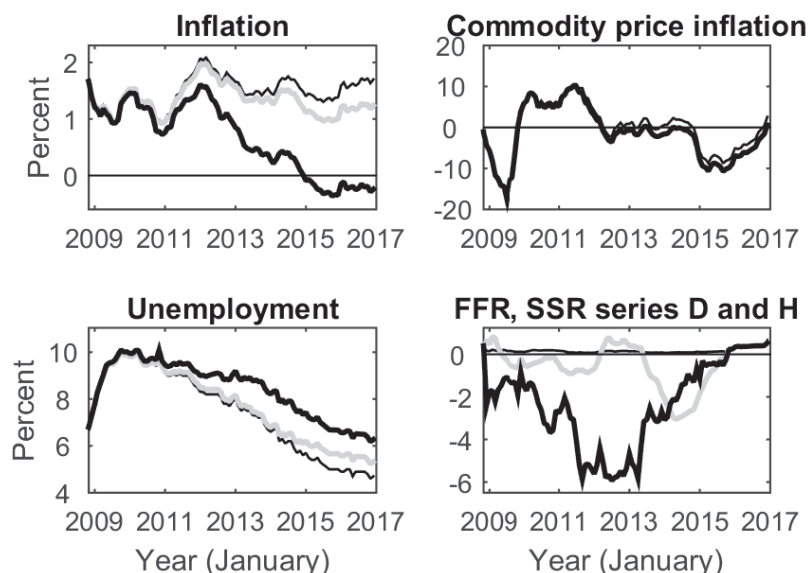 Inflation
Percent
2
1
0
2009 2011 2013 2015 2017
Commodity price inflation
20
10
0
-10
-20
2009 2011 2013 2015 2017
Unemployment
Percent
10
8
6
4
2009 2011 2013 2015 2017
Year (January)
FFR, SSR series D and H
0
-2
-4
-6
2009 2011 2013 2015 2017
Year (January)